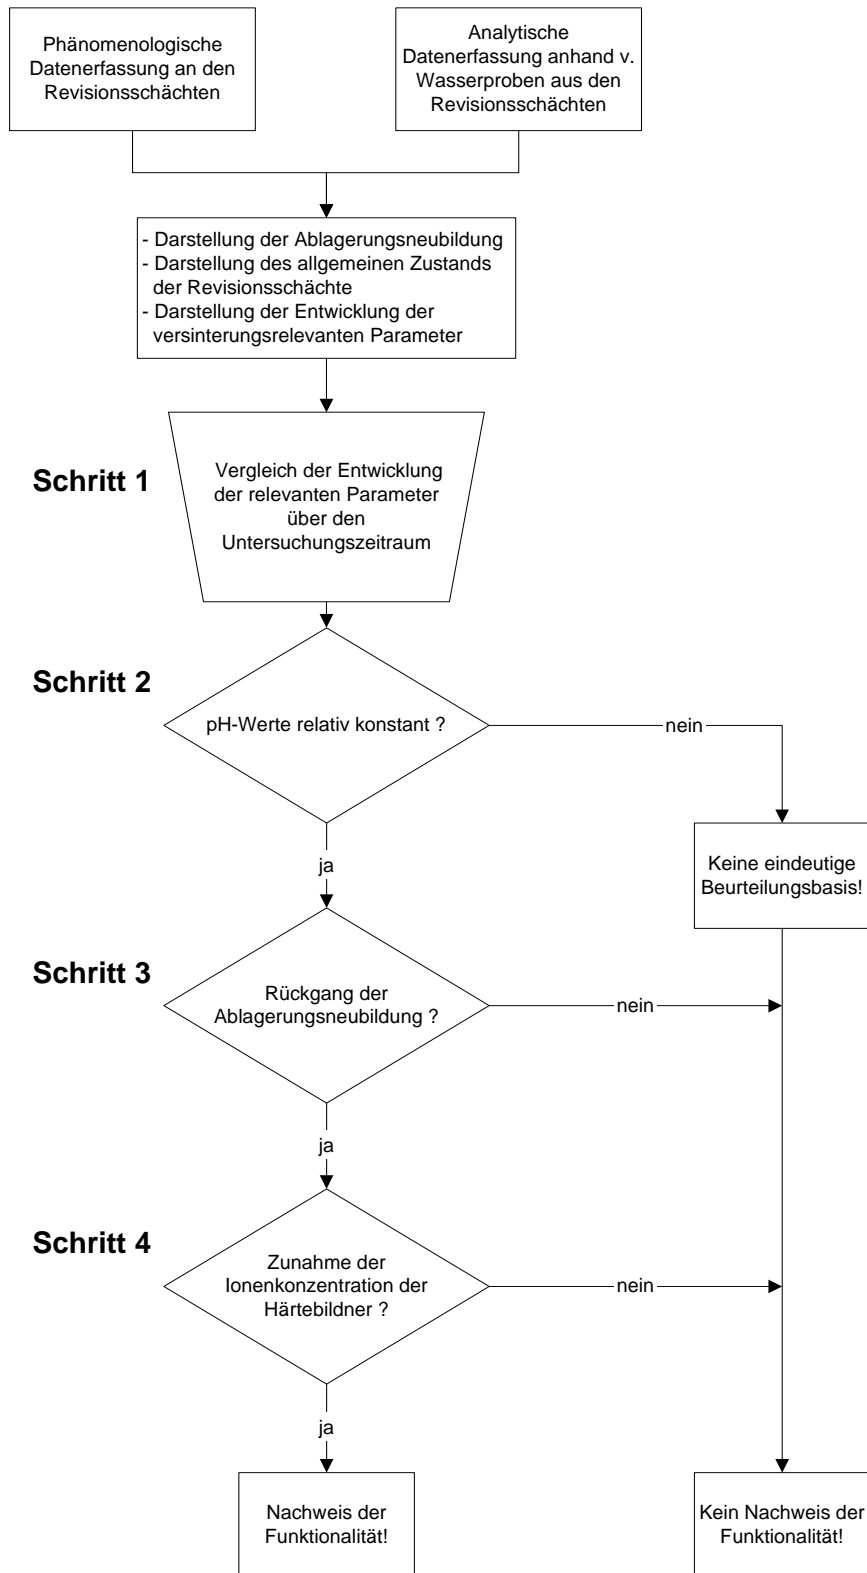 Phänomenologische
Datenerfassung an den
Revisionsschächten
Analytische
Datenerfassung anhand v.
Wasserproben aus den
Revisionsschächten
- Darstellung der Ablagerungsneubildung
- Darstellung des allgemeinen Zustands
der Revisionsschächte
- Darstellung der Entwicklung der
versinterungsrelevanten Parameter
Schritt 1
Vergleich der Entwicklung
der relevanten Parameter
über den
Untersuchungszeitraum
Schritt 2
pH-Werte relativ konstant ?
nein
ja
Keine eindeutige
Beurteilungsbasis!
Schritt 3
Rückgang der
Ablagerungsneubildung ?
nein
ja
Schritt 4
Zunahme der
Ionenkonzentration der
Härtebildner ?
nein
ja
Nachweis der
Funktionalität!
Kein Nachweis der
Funktionalität!